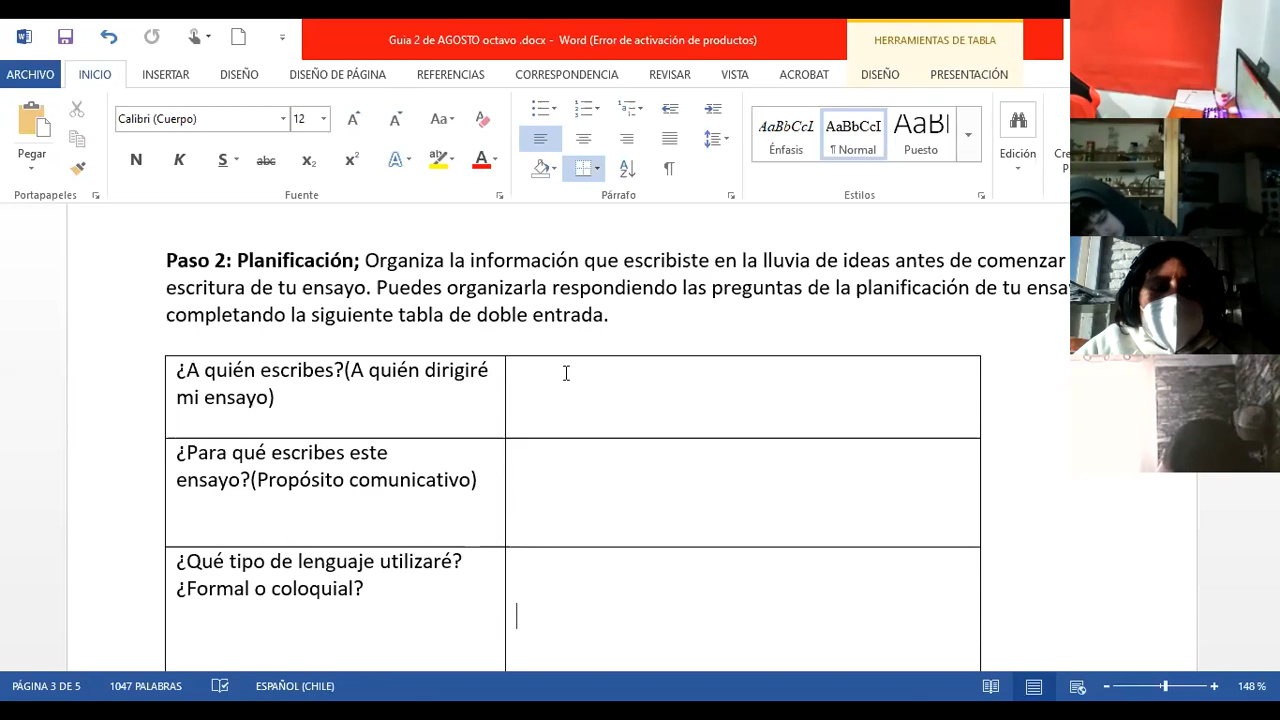 Guia 2 de AGOSTO octavo .docx - Word (Error de activación de productos)
HERRAMIENTAS DE TABLA
ARCHIVO INICIO INSERTAR DISEÑO DISEÑO DE PÁGINA REFERENCIAS CORRESPONDENCIA REVISAR VISTA ACROBAT DISEÑO PRESENTACIÓN
Calibri (Cuerpo) 12
Pegar
N K S abc x₂ x² A A
AaBbCcI AaBbCcI AaBl
Énfasis ¶ Normal Puesto
Edición
Portapapeles Fuente Párrafo Estilos
Paso 2: Planificación; Organiza la información que escribiste en la lluvia de ideas antes de comenzar
escritura de tu ensayo. Puedes organizarla respondiendo las preguntas de la planificación de tu ensa
completando la siguiente tabla de doble entrada.
¿A quién escribes?(A quién dirigiré
mi ensayo)
¿Para qué escribes este
ensayo?(Propósito comunicativo)
¿Qué tipo de lenguaje utilizaré?
¿Formal o coloquial?
PÁGINA 3 DE 5 1047 PALABRAS ESPAÑOL (CHILE) 148 %